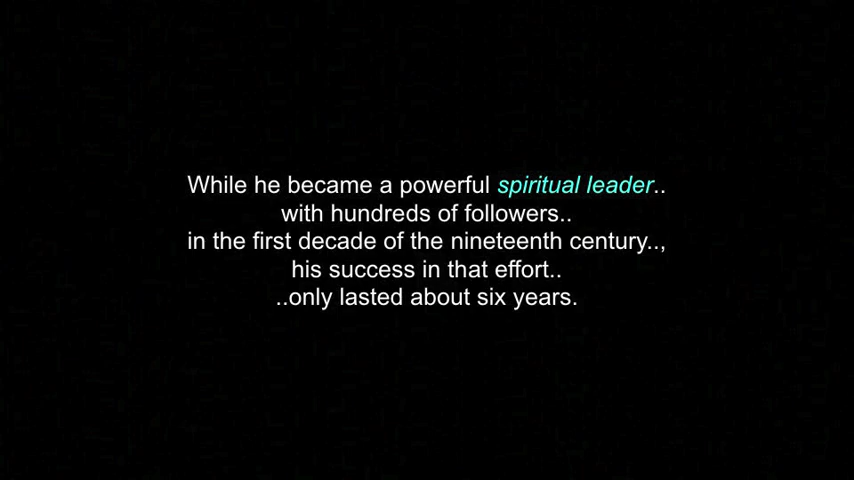 While he became a powerful spiritual leader..
with hundreds of followers..
in the first decade of the nineteenth century..,
his success in that effort..
..only lasted about six years.